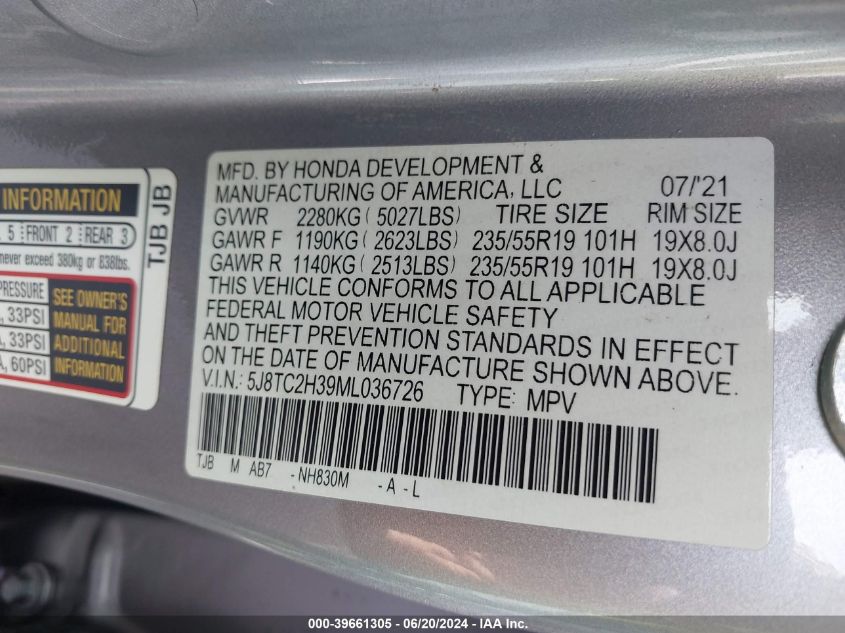 MFD. BY HONDA DEVELOPMENT &
MANUFACTURING OF AMERICA, LLC 07/'21
GVWR 2280KG ( 5027LBS) TIRE SIZE RIM SIZE
GAWR F 1190KG ( 2623LBS) 235/55R19 101H 19X8.0J
GAWR R 1140KG ( 2513LBS) 235/55R19 101H 19X8.0J
THIS VEHICLE CONFORMS TO ALL APPLICABLE
FEDERAL MOTOR VEHICLE SAFETY
AND THEFT PREVENTION STANDARDS IN EFFECT
ON THE DATE OF MANUFACTURE SHOWN ABOVE.
V.I.N.: 5J8TC2H39ML036726 TYPE: MPV
TJB M AB7 -NH830M -A-L
INFORMATION
5 FRONT 2 REAR 3
never exceed 380kg or 838lbs.
PRESSURE
, 33PSI
A, 33PSI
A, 60PSI
SEE OWNER'S
MANUAL FOR
ADDITIONAL
INFORMATION
TJB JB
000-39661305 - 06/20/2024 - IAA Inc.